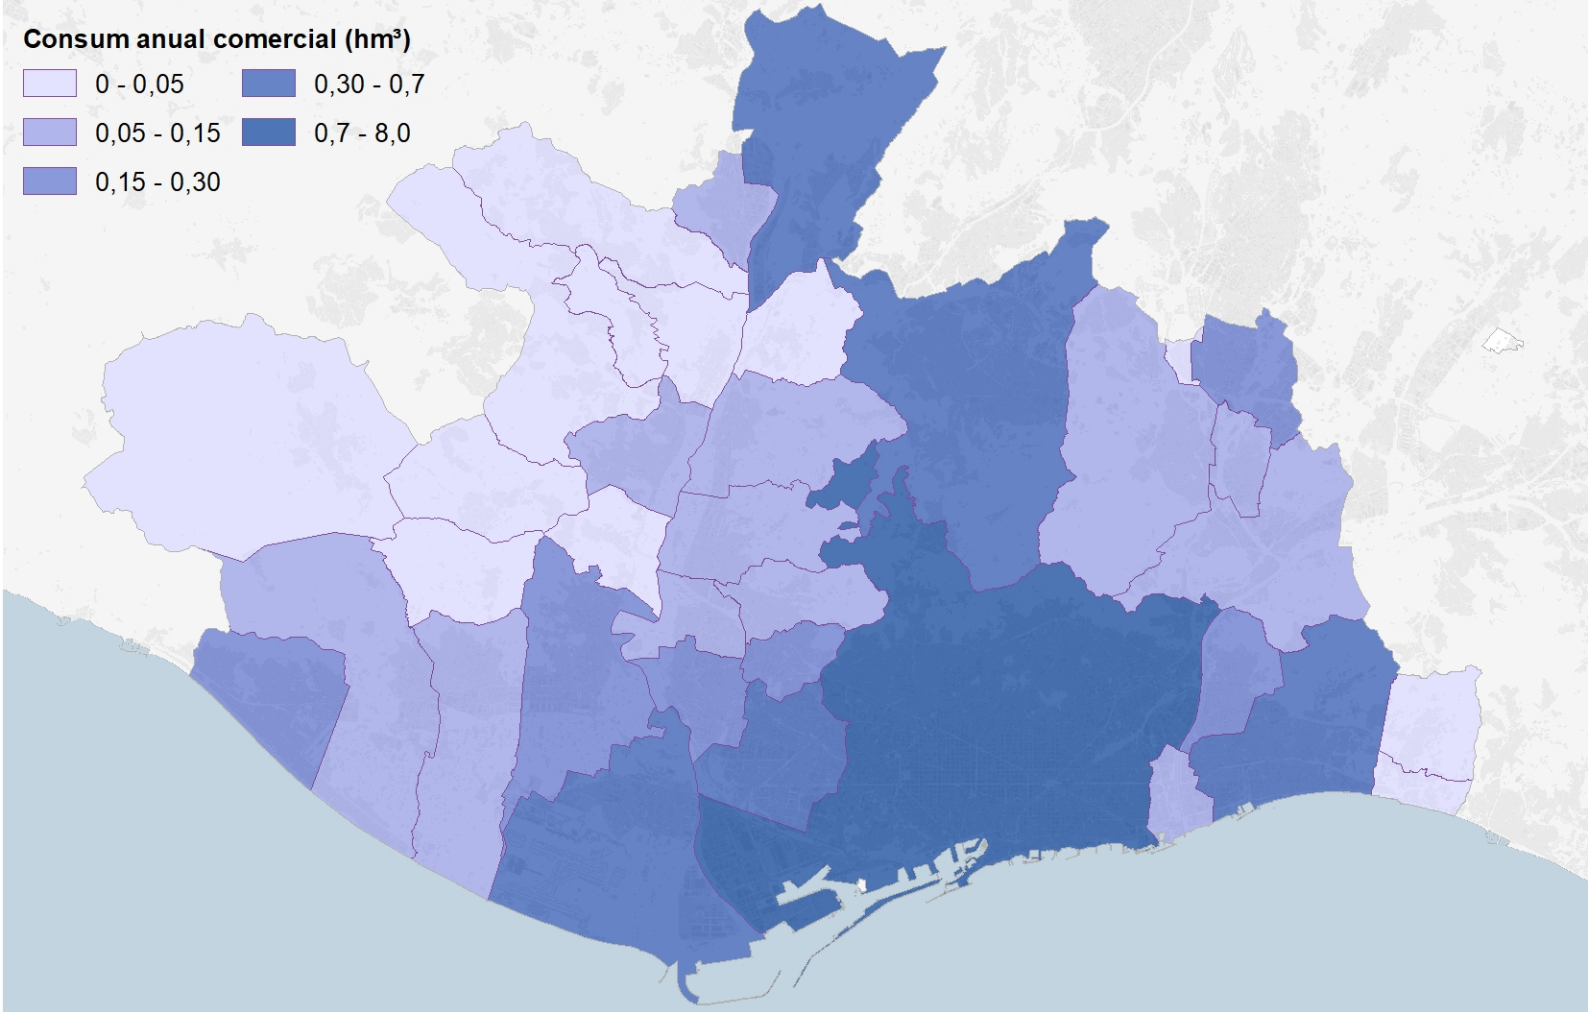 Consum anual comercial (hm³)
0 - 0,05
0,05 - 0,15
0,15 - 0,30
0,30 - 0,7
0,7 - 8,0